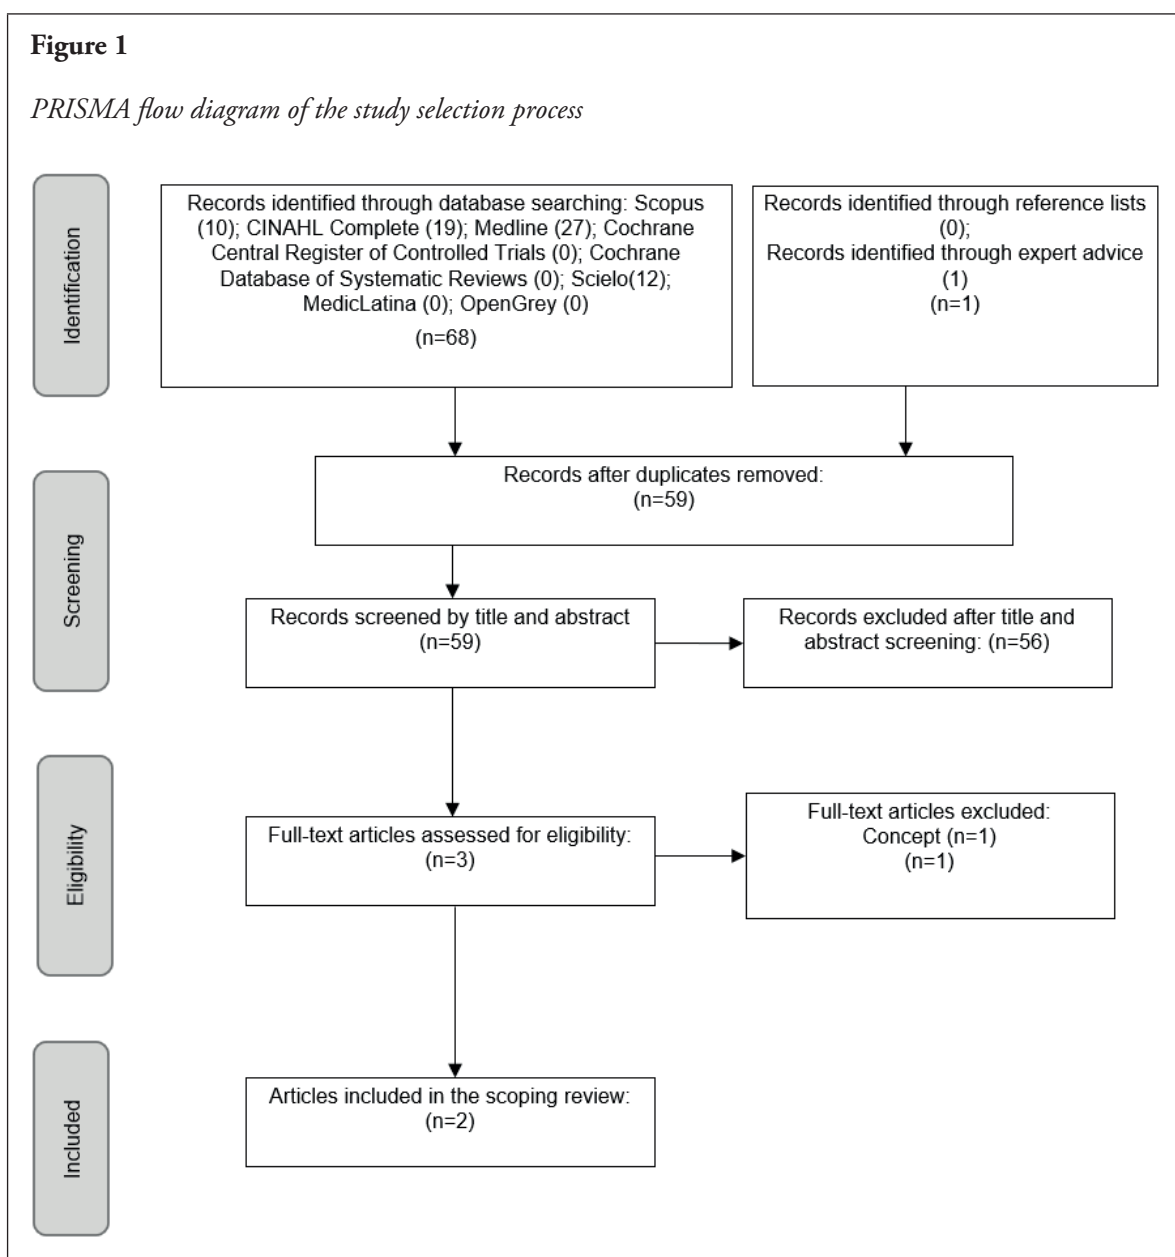 Figure 1
PRISMA flow diagram of the study selection process
Identification
Records identified through database searching: Scopus
(10); CINAHL Complete (19); Medline (27); Cochrane
Central Register of Controlled Trials (0); Cochrane
Database of Systematic Reviews (0); Scielo(12);
MedicLatina (0); OpenGrey (0)
(n=68)
Records identified through reference lists
(0);
Records identified through expert advice
(1)
(n=1)
Screening
Records after duplicates removed:
(n=59)
Records screened by title and abstract
(n=59)
Records excluded after title and
abstract screening: (n=56)
Eligibility
Full-text articles assessed for eligibility:
(n=3)
Full-text articles excluded:
Concept (n=1)
(n=1)
Included
Articles included in the scoping review:
(n=2)